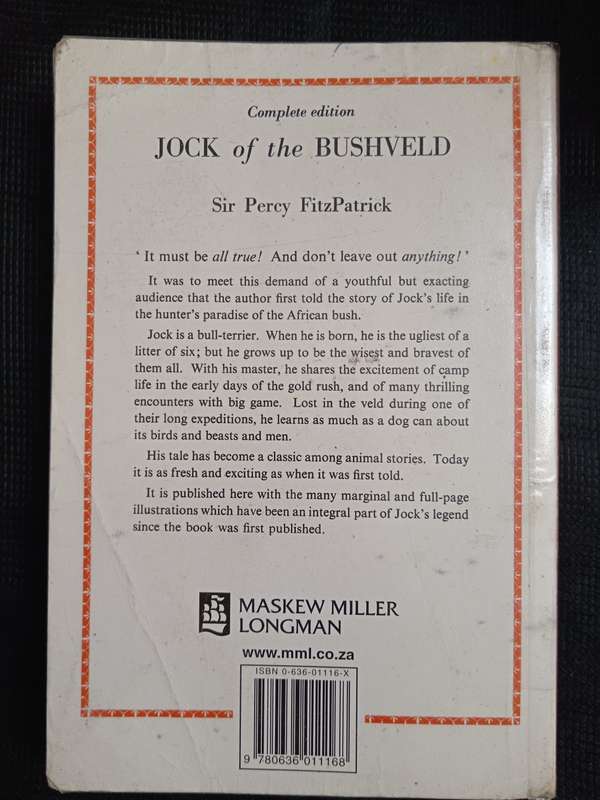 Complete edition
JOCK of the BUSHVELD
Sir Percy FitzPatrick
‘ It must be all true! And don’t leave out anything! ’
It was to meet this demand of a youthful but exacting
audience that the author first told the story of Jock’s life in
the hunter’s paradise of the African bush.
Jock is a bull-terrier. When he is born, he is the ugliest of a
litter of six; but he grows up to be the wisest and bravest of
them all. With his master, he shares the excitement of camp
life in the early days of the gold rush, and of many thrilling
encounters with big game. Lost in the veld during one of
their long expeditions, he learns as much as a dog can about
its birds and beasts and men.
His tale has become a classic among animal stories. Today
it is as fresh and exciting as when it was first told.
It is published here with the many marginal and full-page
illustrations which have been an integral part of Jock’s legend
since the book was first published.
MASKEW MILLER
LONGMAN
www.mml.co.za
ISBN 0-636-01116-X
9 780636 011168